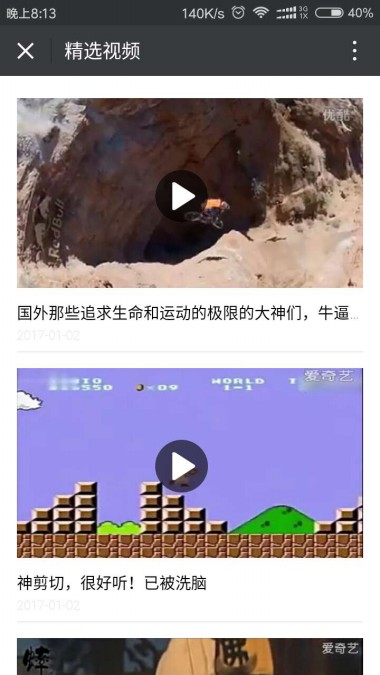 晚上8:13 140K/s 3G 1X 40%
精选视频
优酷
RedBull
国外那些追求生命和运动的极限的大神们，牛逼...
2017-01-02
爱奇艺
WORLD
1-1
神剪切，很好听！已被洗脑
2017-01-02
爱奇艺